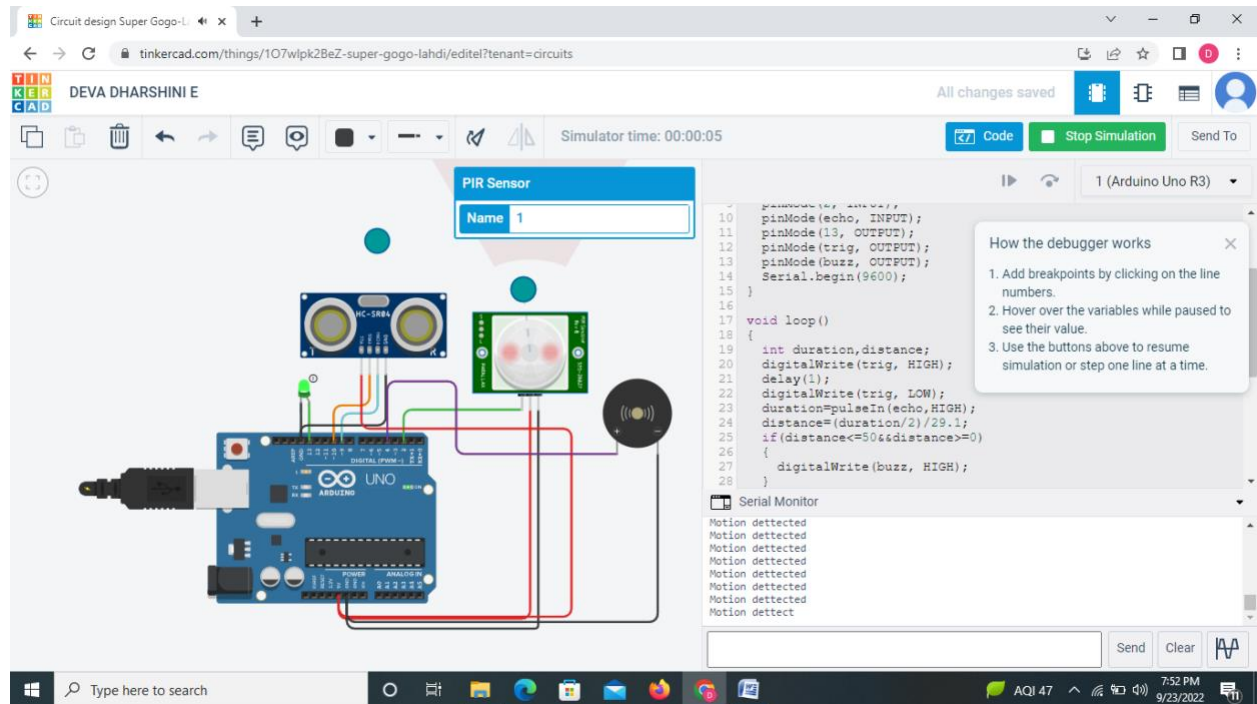 Circuit design Super Gogo-L
tinkercad.com/things/1O7wlpk2BeZ-super-gogo-lahdi/editel?tenant=circuits
D
TIN
KER
CAD
DEVA DHARSHINI E
All changes saved
Simulator time: 00:00:05
Code
Stop Simulation
Send To
1 (Arduino Uno R3)
PIR Sensor
Name 1
HC-SR04
DIGITAL (PWM~)
UNO
ARDUINO
POWER
ANALOG IN
9 pinMode(2, INPUT);
10 pinMode(echo, INPUT);
11 pinMode(13, OUTPUT);
12 pinMode(trig, OUTPUT);
13 pinMode(buzz, OUTPUT);
14 Serial.begin(9600);
15 }
16
17 void loop()
18 {
19 int duration,distance;
20 digitalWrite(trig, HIGH);
21 delay(1);
22 digitalWrite(trig, LOW);
23 duration=pulseIn(echo,HIGH);
24 distance=(duration/2)/29.1;
25 if(distance<=50&&distance>=0)
26 {
27 digitalWrite(buzz, HIGH);
28 }
How the debugger works
1. Add breakpoints by clicking on the line
numbers.
2. Hover over the variables while paused to
see their value.
3. Use the buttons above to resume
simulation or step one line at a time.
Serial Monitor
Motion dettected
Motion dettected
Motion dettected
Motion dettected
Motion dettected
Motion dettected
Motion dettected
Motion dettect
Send
Clear
Type here to search
AQI 47
7:52 PM
9/23/2022